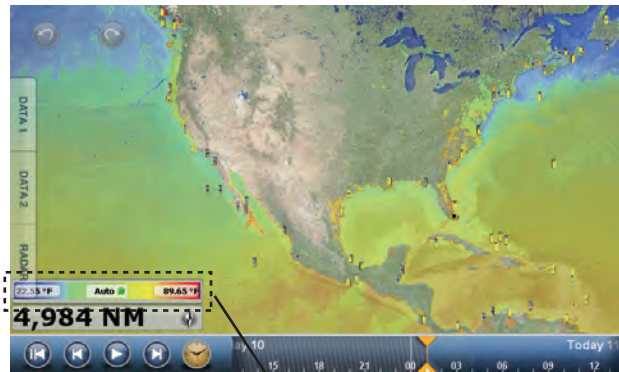 DATA 1
DATA 2
RADAR
22.55 °F Auto 89.65 °F
4,984 NM
ay 10 Today 11
15 18 21 00 03 06 09 12